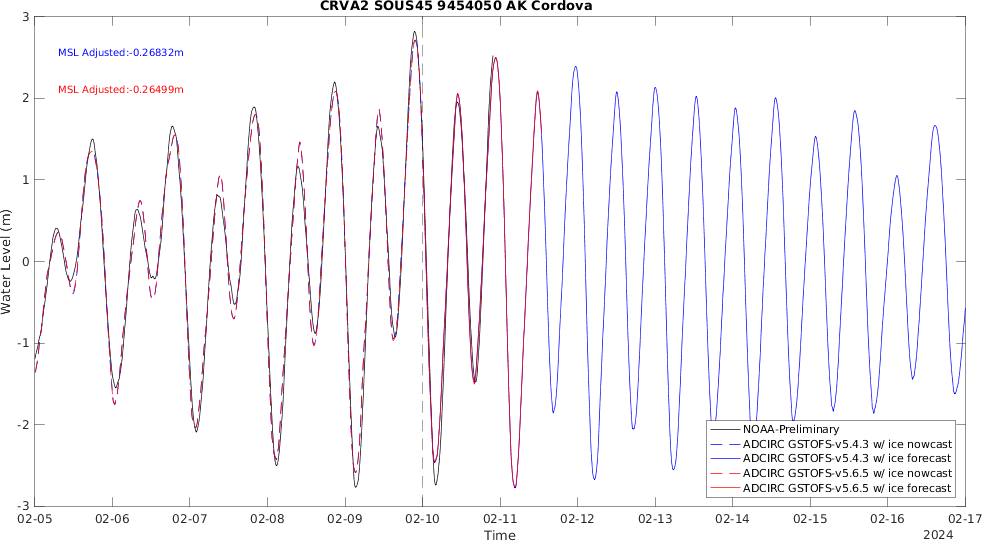 CRVA2 SOUS45 9454050 AK Cordova
MSL Adjusted:-0.26832m
MSL Adjusted:-0.26499m
Water Level (m)
3
2
1
0
-1
-2
-3
NOAA-Preliminary
ADCIRC GSTOFS-v5.4.3 w/ ice nowcast
ADCIRC GSTOFS-v5.4.3 w/ ice forecast
ADCIRC GSTOFS-v5.6.5 w/ ice nowcast
ADCIRC GSTOFS-v5.6.5 w/ ice forecast
02-05 02-06 02-07 02-08 02-09 02-10 02-11 02-12 02-13 02-14 02-15 02-16 02-17
Time
2024